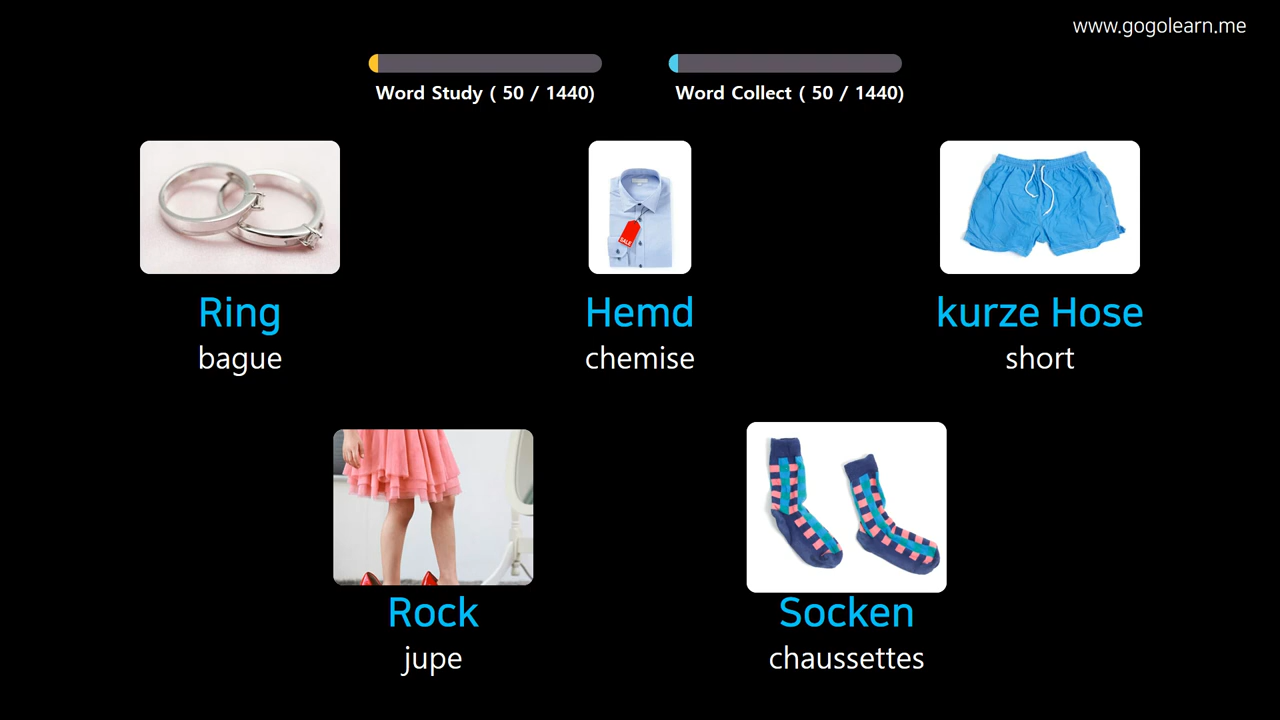 www.gogolearn.me
Word Study ( 50 / 1440)
Word Collect ( 50 / 1440)
SALE
Ring
bague
Hemd
chemise
kurze Hose
short
Rock
jupe
Socken
chaussettes